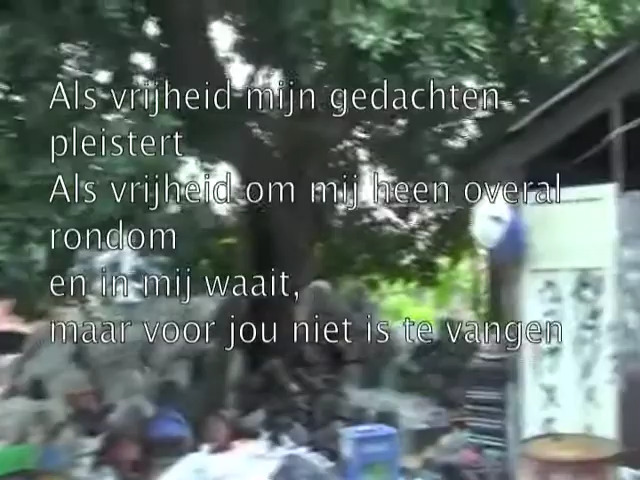 Als vrijheid mijn gedachten
pleistert
Als vrijheid om mij heen overal
rondom
en in mij waait,
maar voor jou niet is te vangen